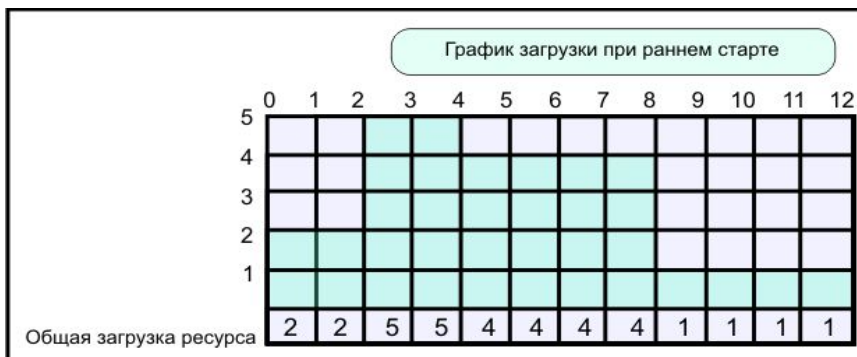 График загрузки при раннем старте
0 1 2 3 4 5 6 7 8 9 10 11 12
5
4
3
2
1
Общая загрузка ресурса 2 2 5 5 4 4 4 4 1 1 1 1